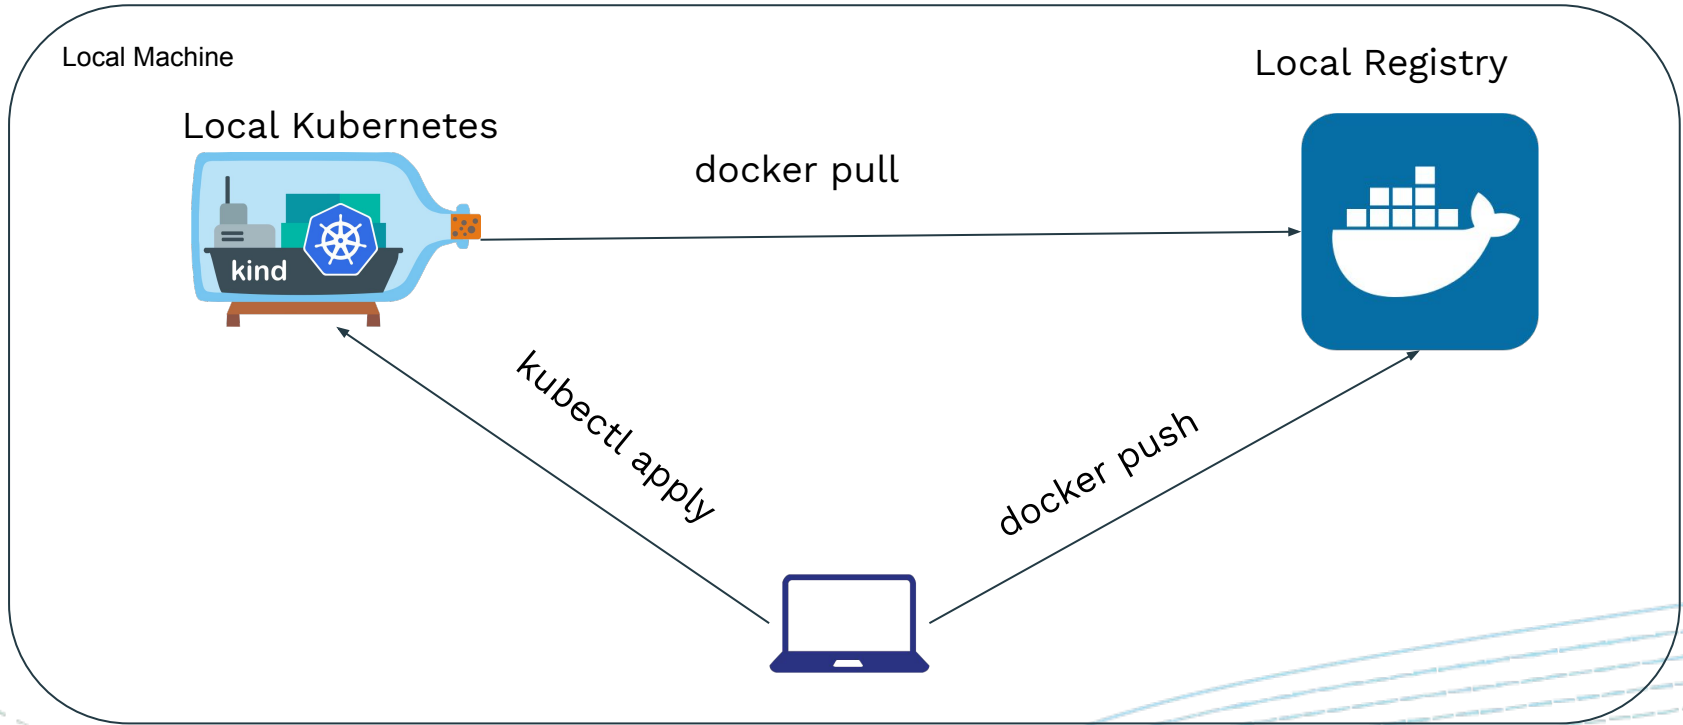 Local Machine
Local Registry
Local Kubernetes
docker pull
kind
kubectl apply
docker push